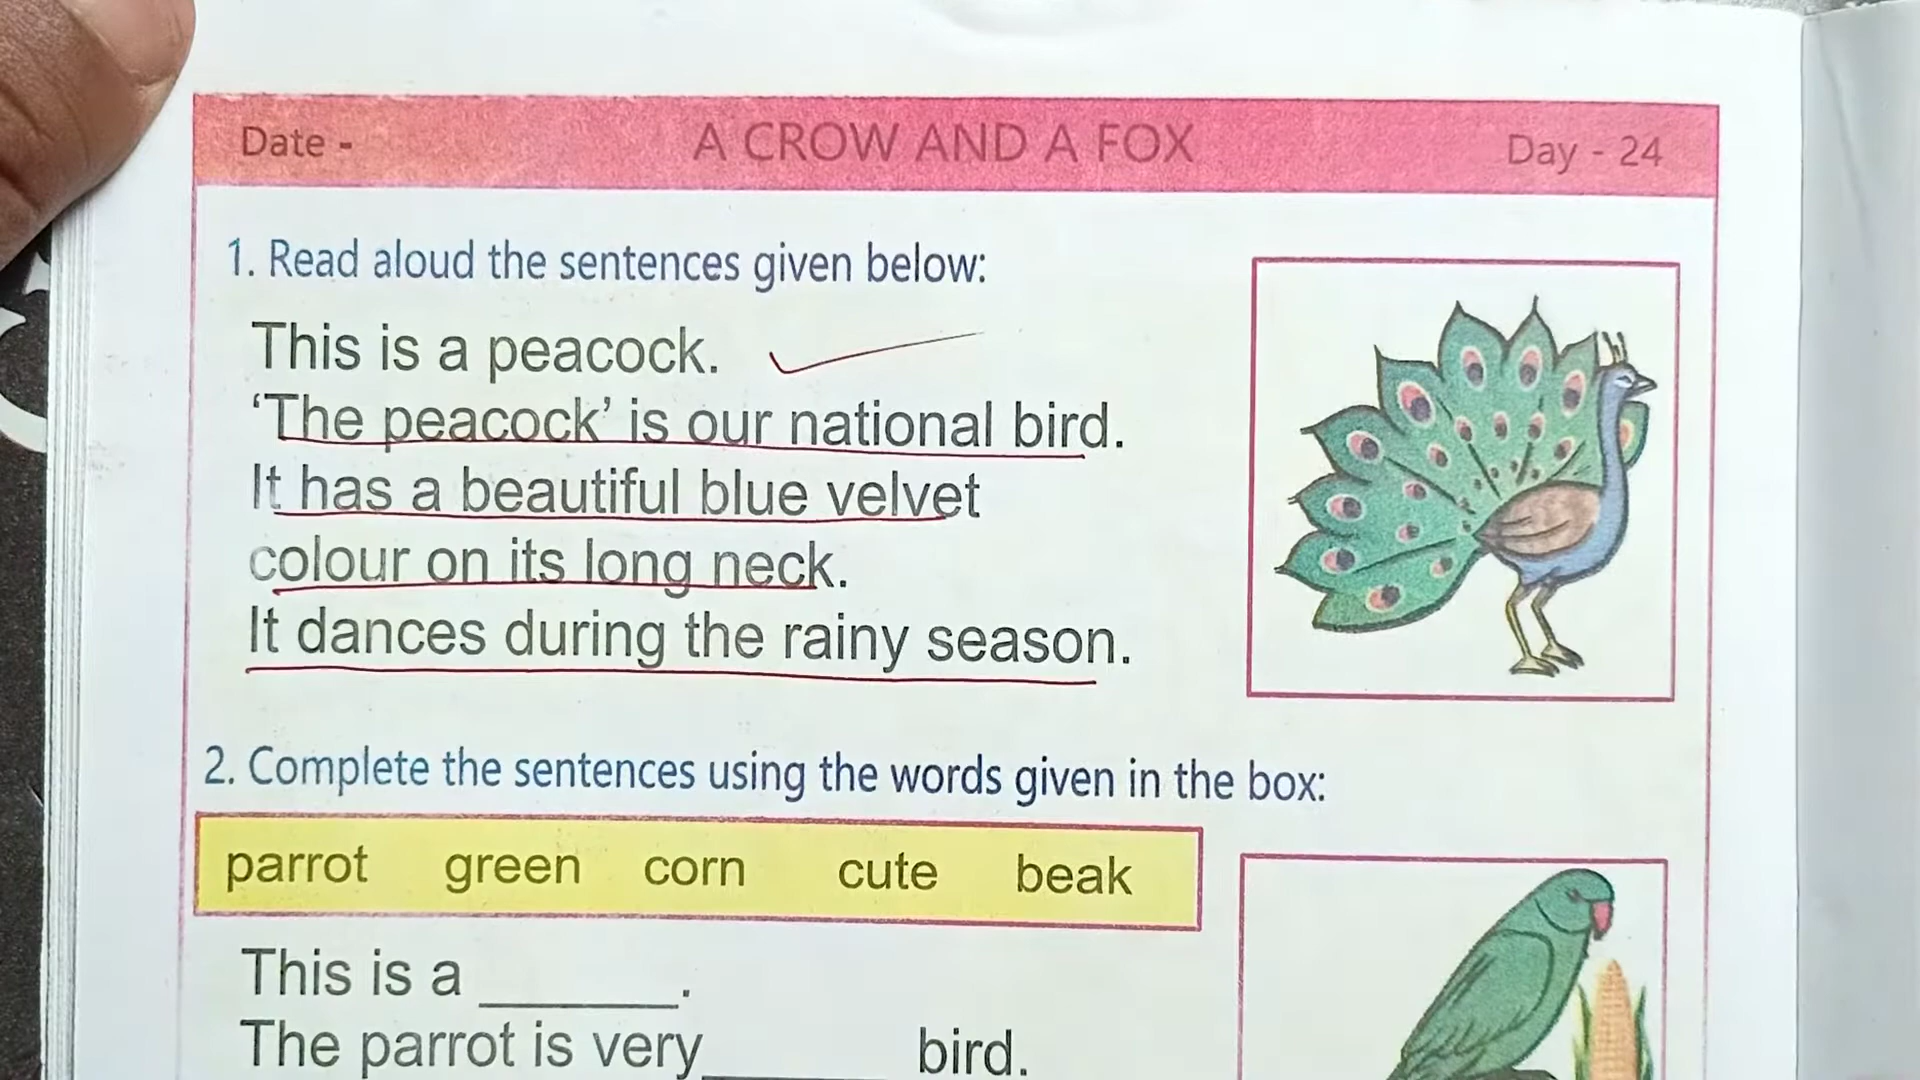 Date -
A CROW AND A FOX
Day - 24
1. Read aloud the sentences given below:
This is a peacock.
‘The peacock’ is our national bird.
It has a beautiful blue velvet
colour on its long neck.
It dances during the rainy season.
2. Complete the sentences using the words given in the box:
parrot green corn cute beak
This is a ______.
The parrot is very______ bird.